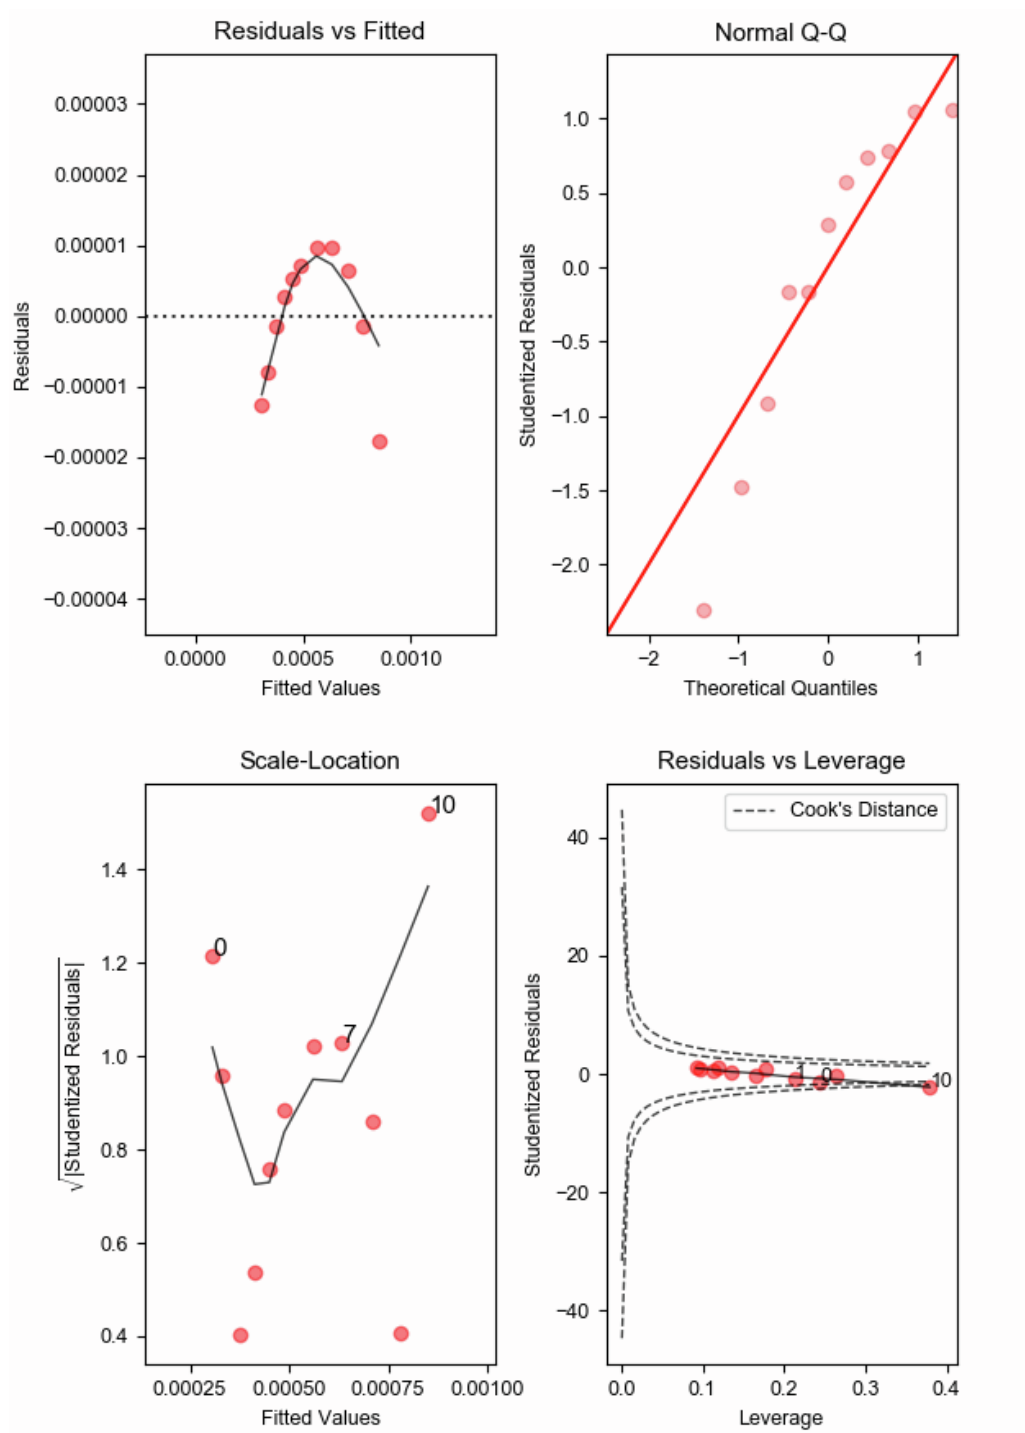 Residuals vs Fitted
0.00003
0.00002
0.00001
0.00000
−0.00001
−0.00002
−0.00003
−0.00004
Residuals
0.0000 0.0005 0.0010
Fitted Values
Normal Q-Q
1.0
0.5
0.0
−0.5
−1.0
−1.5
−2.0
Studentized Residuals
−2 −1 0 1
Theoretical Quantiles
Scale-Location
1.4
1.2
1.0
0.8
0.6
0.4
√|Studentized Residuals|
10
0
7
0.00025 0.00050 0.00075 0.00100
Fitted Values
Residuals vs Leverage
Cook's Distance
40
20
0
−20
−40
Studentized Residuals
1 0 10
0.0 0.1 0.2 0.3 0.4
Leverage